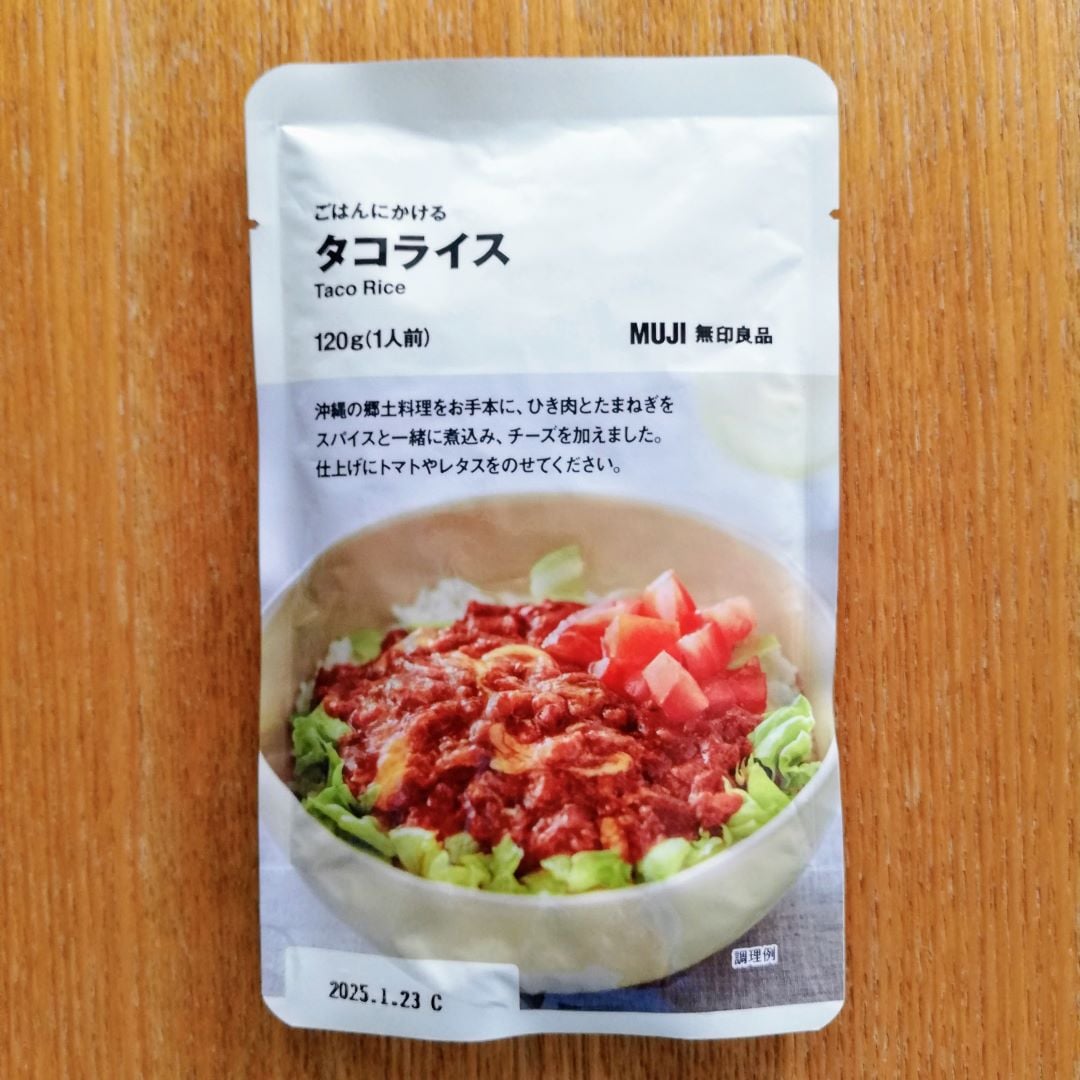 ごはんにかける
タコライス
Taco Rice
120g(1人前)
MUJI 無印良品
沖縄の郷土料理をお手本に、ひき肉とたまねぎを
スパイスと一緒に煮込み、チーズを加えました。
仕上げにトマトやレタスをのせてください。
調理例
2025.1.23 C